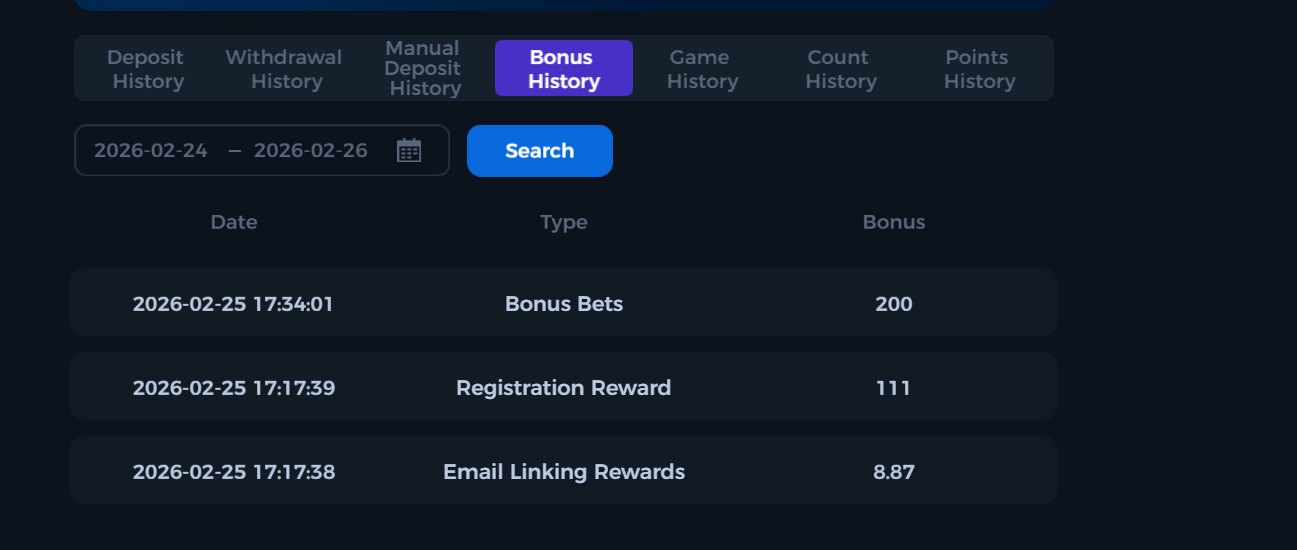 Deposit History
Withdrawal History
Manual Deposit History
Bonus History
Game History
Count History
Points History
2026-02-24 – 2026-02-26
Search
Date Type Bonus
2026-02-25 17:34:01 Bonus Bets 200
2026-02-25 17:17:39 Registration Reward 111
2026-02-25 17:17:38 Email Linking Rewards 8.87